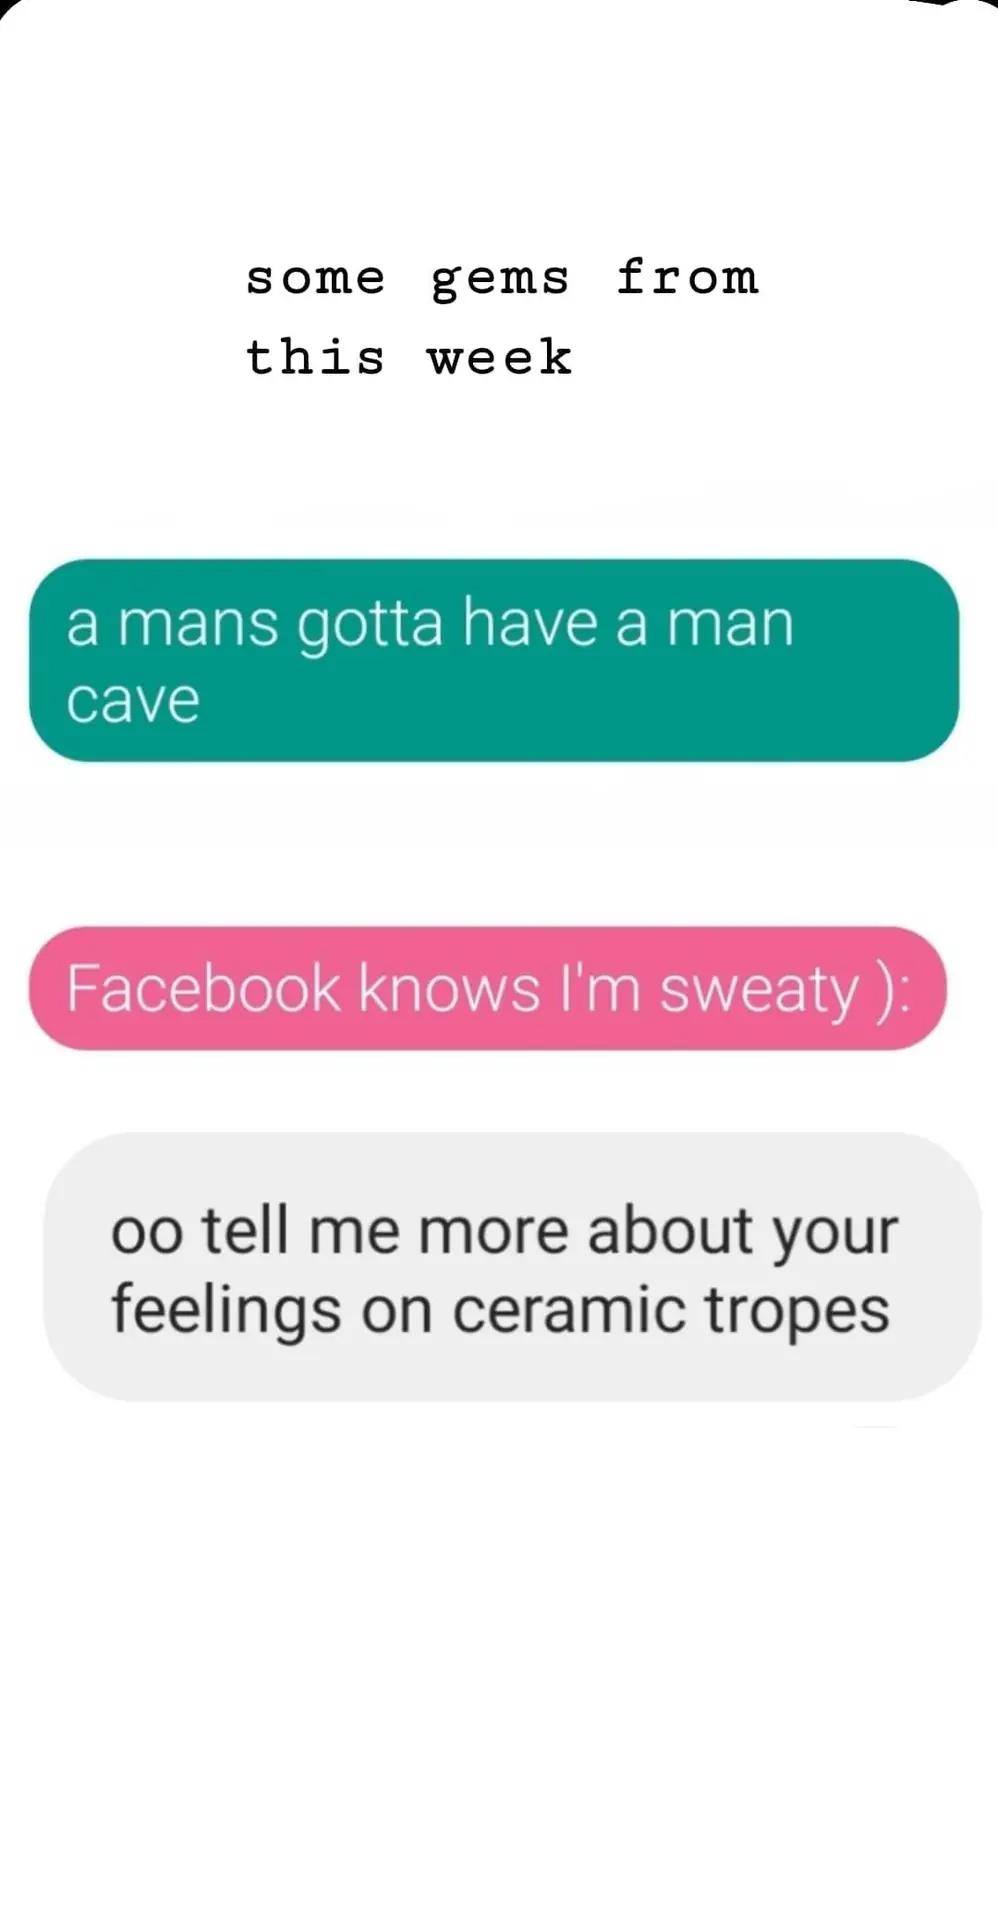 some gems from
this week
a mans gotta have a man
cave
Facebook knows I'm sweaty ):
oo tell me more about your
feelings on ceramic tropes